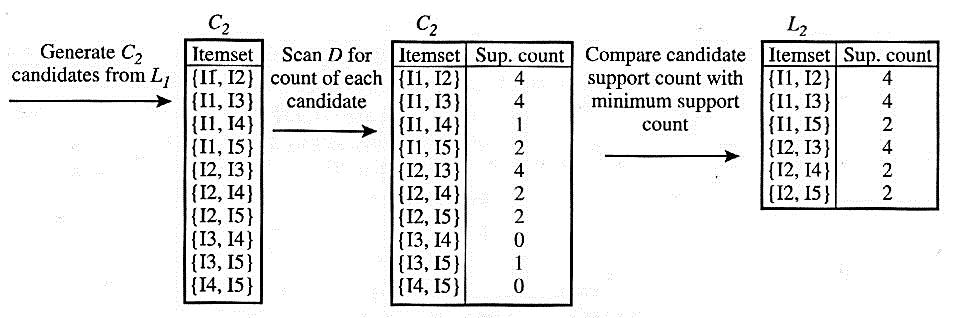 Generate C2
candidates from L1
C2
Itemset
{I1, I2}
{I1, I3}
{I1, I4}
{I1, I5}
{I2, I3}
{I2, I4}
{I2, I5}
{I3, I4}
{I3, I5}
{I4, I5}
Scan D for
count of each
candidate
C2
Itemset Sup. count
{I1, I2} 4
{I1, I3} 4
{I1, I4} 1
{I1, I5} 2
{I2, I3} 4
{I2, I4} 2
{I2, I5} 2
{I3, I4} 0
{I3, I5} 1
{I4, I5} 0
Compare candidate
support count with
minimum support
count
L2
Itemset Sup. count
{I1, I2} 4
{I1, I3} 4
{I1, I5} 2
{I2, I3} 4
{I2, I4} 2
{I2, I5} 2